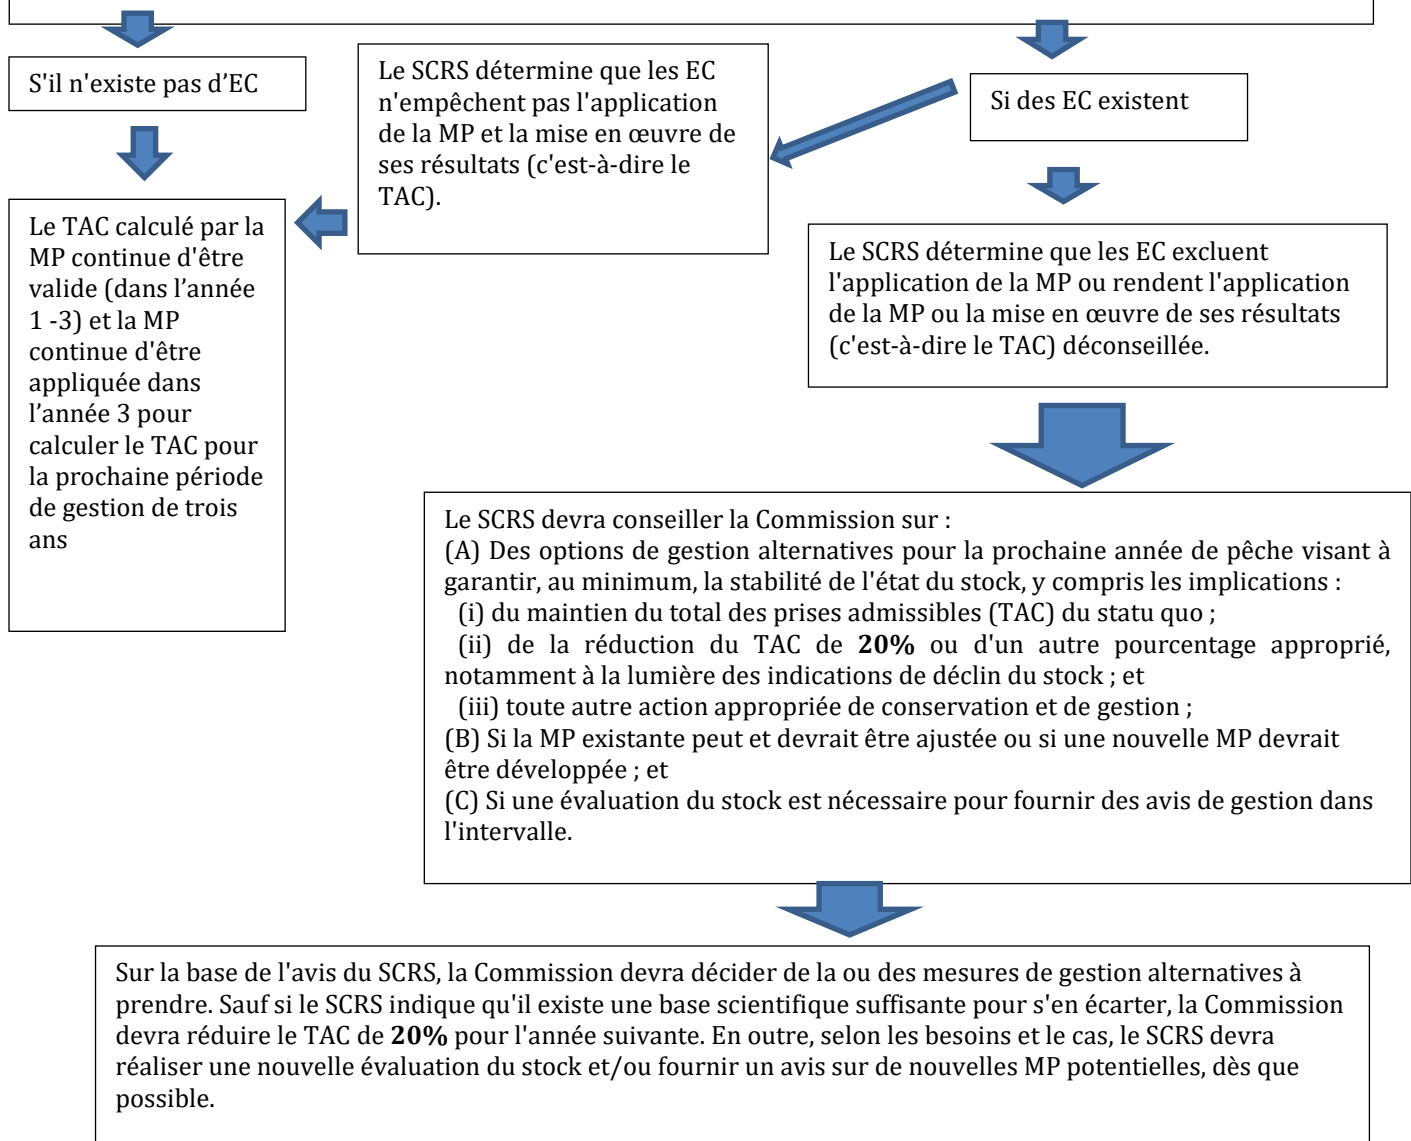 S'il n'existe pas d’EC
Le SCRS détermine que les EC
n'empêchent pas l'application
de la MP et la mise en œuvre de
ses résultats (c'est-à-dire le
TAC).
Si des EC existent
Le TAC calculé par la
MP continue d'être
valide (dans l’année
1 -3) et la MP
continue d'être
appliquée dans
l’année 3 pour
calculer le TAC pour
la prochaine période
de gestion de trois
ans
Le SCRS détermine que les EC excluent
l'application de la MP ou rendent l'application
de la MP ou la mise en œuvre de ses résultats
(c'est-à-dire le TAC) déconseillée.
Le SCRS devra conseiller la Commission sur :
(A) Des options de gestion alternatives pour la prochaine année de pêche visant à
garantir, au minimum, la stabilité de l'état du stock, y compris les implications :
(i) du maintien du total des prises admissibles (TAC) du statu quo ;
(ii) de la réduction du TAC de 20% ou d'un autre pourcentage approprié,
notamment à la lumière des indications de déclin du stock ; et
(iii) toute autre action appropriée de conservation et de gestion ;
(B) Si la MP existante peut et devrait être ajustée ou si une nouvelle MP devrait
être développée ; et
(C) Si une évaluation du stock est nécessaire pour fournir des avis de gestion dans
l'intervalle.
Sur la base de l'avis du SCRS, la Commission devra décider de la ou des mesures de gestion alternatives à
prendre. Sauf si le SCRS indique qu'il existe une base scientifique suffisante pour s'en écarter, la Commission
devra réduire le TAC de 20% pour l'année suivante. En outre, selon les besoins et le cas, le SCRS devra
réaliser une nouvelle évaluation du stock et/ou fournir un avis sur de nouvelles MP potentielles, dès que
possible.